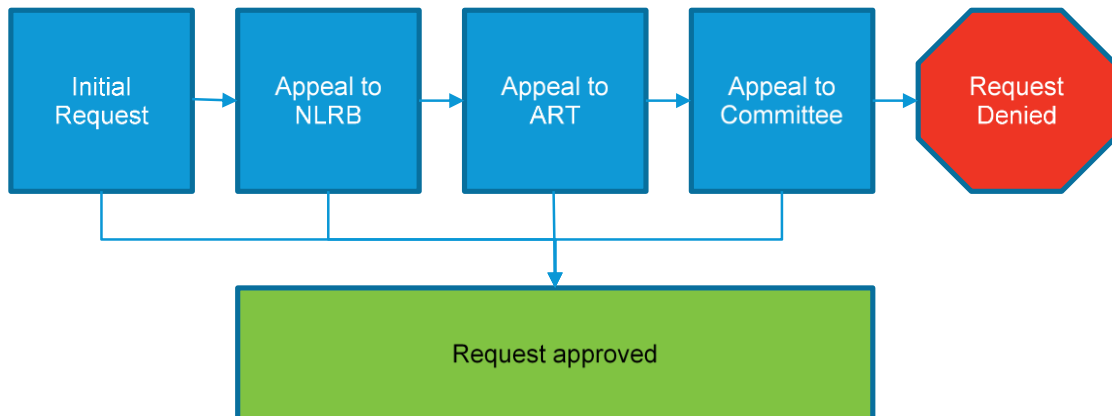 Initial
Request
Appeal to
NLRB
Appeal to
ART
Appeal to
Committee
Request
Denied
Request approved